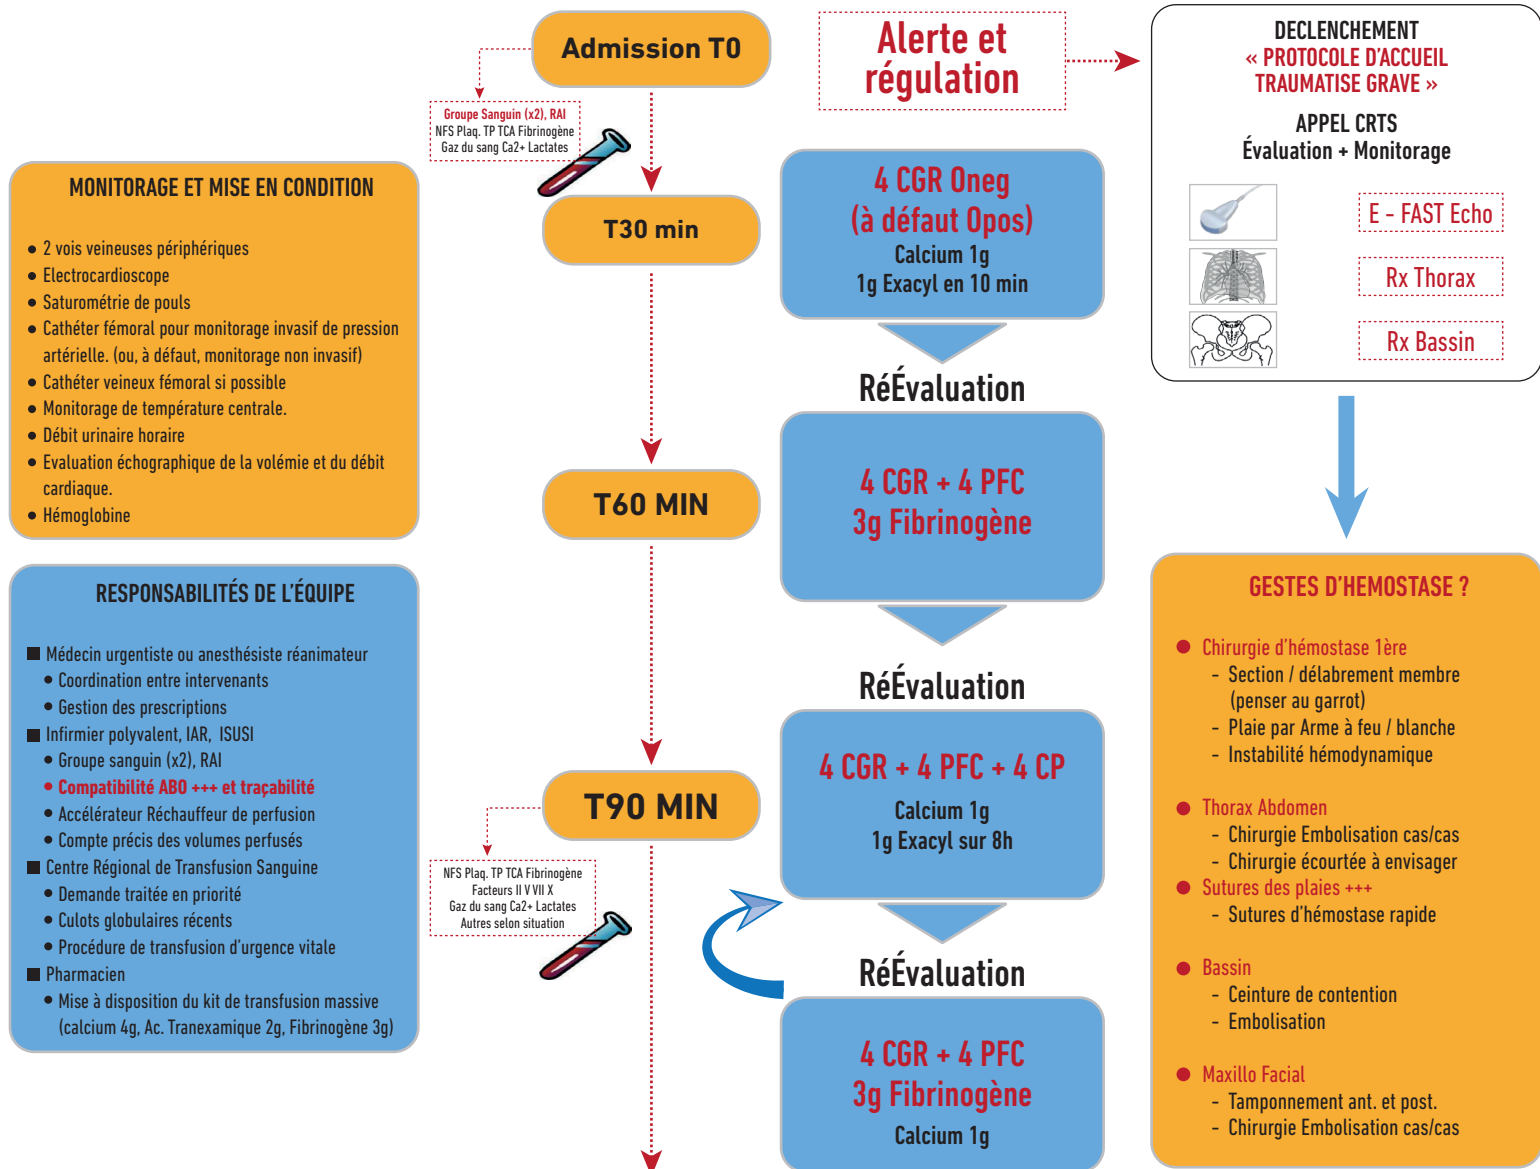 Admission T0
Groupe Sanguin (x2), RAI
NFS Plaq. TP TCA Fibrinogène
Gaz du sang Ca2+ Lactates
T30 min
T60 MIN
T90 MIN
NFS Plaq. TP TCA Fibrinogène
Facteurs II V VII X
Gaz du sang Ca2+ Lactates
Autres selon situation
MONITORAGE ET MISE EN CONDITION
• 2 vois veineuses périphériques
• Electrocardioscope
• Saturométrie de pouls
• Cathéter fémoral pour monitorage invasif de pression
artérielle. (ou, à défaut, monitorage non invasif)
• Cathéter veineux fémoral si possible
• Monitorage de température centrale.
• Débit urinaire horaire
• Evaluation échographique de la volémie et du débit
cardiaque.
• Hémoglobine
RESPONSABILITÉS DE L'ÉQUIPE
■ Médecin urgentiste ou anesthésiste réanimateur
• Coordination entre intervenants
• Gestion des prescriptions
■ Infirmier polyvalent, IAR, ISUSI
• Groupe sanguin (x2), RAI
• Compatibilité ABO +++ et traçabilité
• Accélérateur Réchauffeur de perfusion
• Compte précis des volumes perfusés
■ Centre Régional de Transfusion Sanguine
• Demande traitée en priorité
• Culots globulaires récents
• Procédure de transfusion d'urgence vitale
■ Pharmacien
• Mise à disposition du kit de transfusion massive
(calcium 4g, Ac. Tranexamique 2g, Fibrinogène 3g)
Alerte et
régulation
4 CGR Oneg
(à défaut Opos)
Calcium 1g
1g Exacyl en 10 min
RéÉvaluation
4 CGR + 4 PFC
3g Fibrinogène
RéÉvaluation
4 CGR + 4 PFC + 4 CP
Calcium 1g
1g Exacyl sur 8h
RéÉvaluation
4 CGR + 4 PFC
3g Fibrinogène
Calcium 1g
DECLENCHEMENT
« PROTOCOLE D'ACCUEIL
TRAUMATISE GRAVE »
APPEL CRTS
Évaluation + Monitorage
E - FAST Echo
Rx Thorax
Rx Bassin
GESTES D'HEMOSTASE ?
• Chirurgie d'hémostase 1ère
- Section / délabrement membre
(penser au garrot)
- Plaie par Arme à feu / blanche
- Instabilité hémodynamique
• Thorax Abdomen
- Chirurgie Embolisation cas/cas
- Chirurgie écourtée à envisager
• Sutures des plaies +++
- Sutures d'hémostase rapide
• Bassin
- Ceinture de contention
- Embolisation
• Maxillo Facial
- Tamponnement ant. et post.
- Chirurgie Embolisation cas/cas